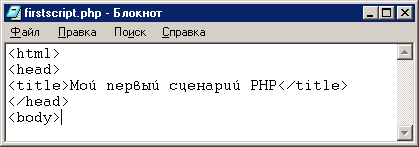 firstscript.php - Блокнот
Файл Правка Поиск Справка
<html>
<head>
<title>Мой первый сценарий PHP</title>
</head>
<body>